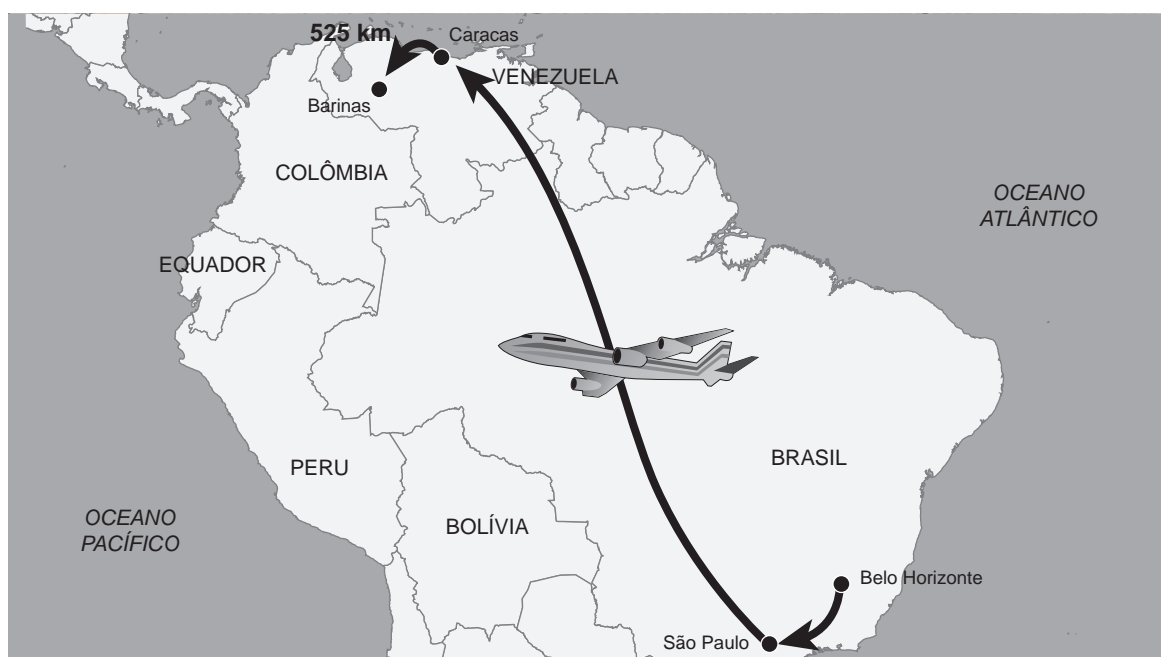 525 km
Caracas
VENEZUELA
Barinas
COLÔMBIA
OCEANO
ATLÂNTICO
EQUADOR
BRASIL
PERU
OCEANO
PACÍFICO
BOLÍVIA
Belo Horizonte
São Paulo